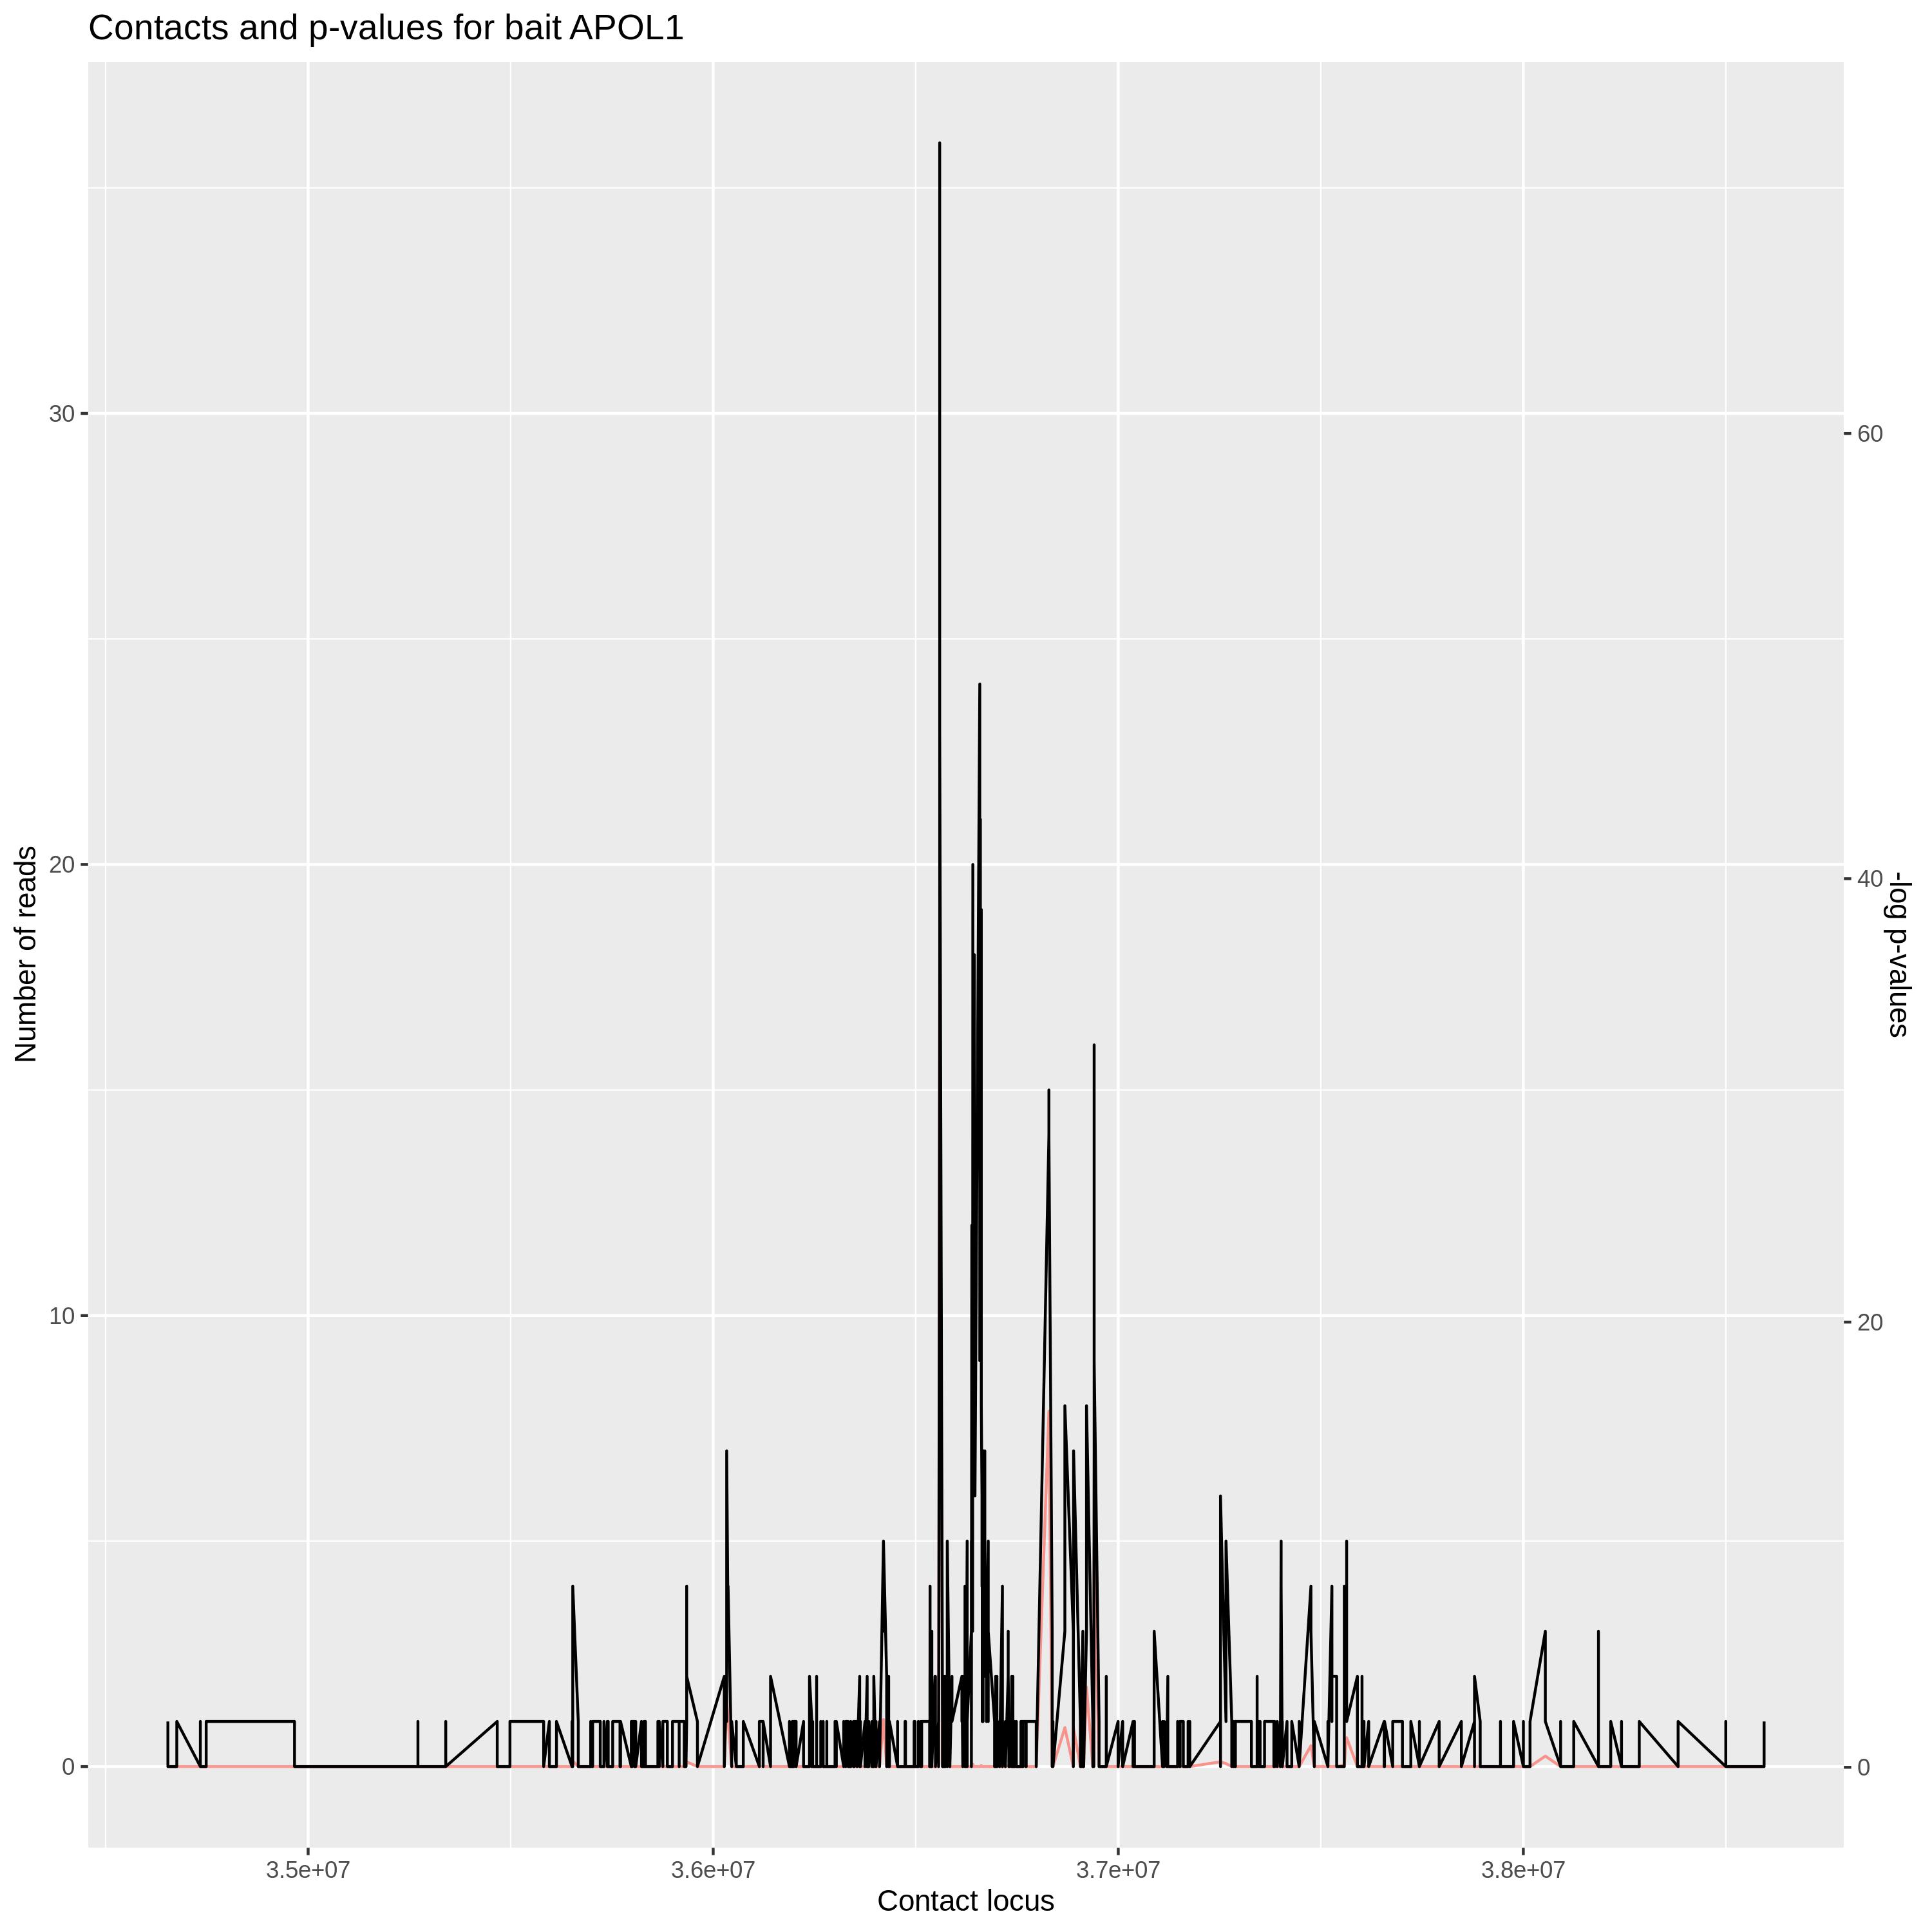 Contacts and p-values for bait APOL1
30
20
10
0
Number of reads
60
40
20
0
-log p-values
3.5e+07 3.6e+07 3.7e+07 3.8e+07
Contact locus